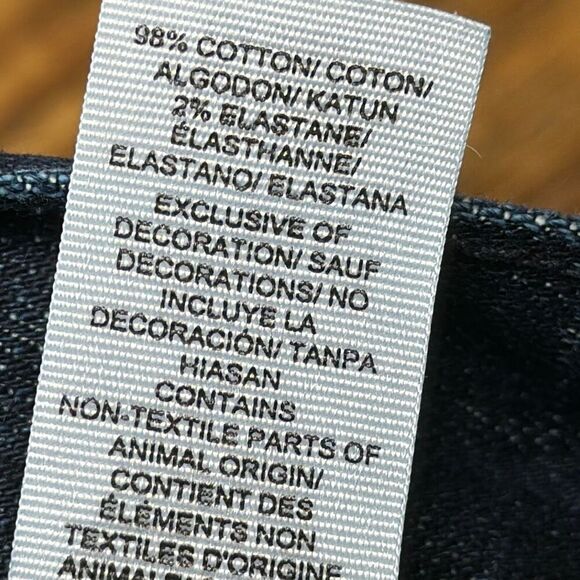 98% COTTON/ COTON/
ALGODON/ KATUN
2% ELASTANE/
ÉLASTHANNE/
ELASTANO/ ELASTANA
EXCLUSIVE OF
DECORATION/ SAUF
DECORATIONS/ NO
INCLUYE LA
DECORACIÓN/ TANPA
HIASAN
CONTAINS
NON-TEXTILE PARTS OF
ANIMAL ORIGIN/
CONTIENT DES
ÉLÉMENTS NON
TEXTILES D'ORIGINE